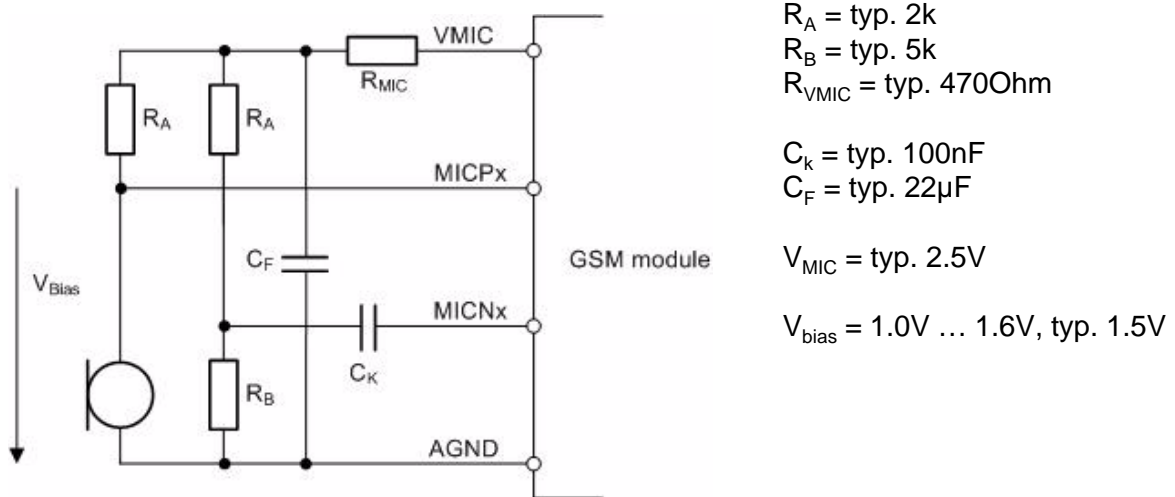 VMIC
R_MIC
R_A
R_A
MICPx
C_F
GSM module
V_Bias
MICNx
C_K
R_B
AGND
R_A = typ. 2k
R_B = typ. 5k
R_VMIC = typ. 470Ohm
C_k = typ. 100nF
C_F = typ. 22µF
V_MIC = typ. 2.5V
V_bias = 1.0V … 1.6V, typ. 1.5V